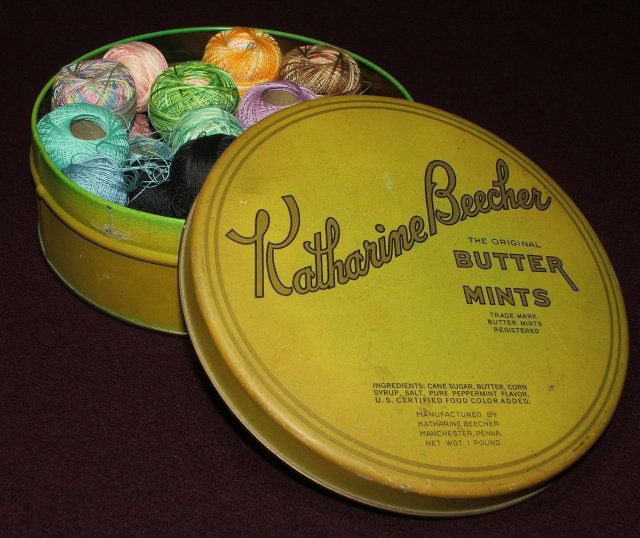 Katharine Beecher
THE ORIGINAL
BUTTER
MINTS
TRADE MARK
BUTTER MINTS
REGISTERED
INGREDIENTS: CANE SUGAR, BUTTER, CORN
SYRUP, SALT, PURE PEPPERMINT FLAVOR,
U.S. CERTIFIED FOOD COLOR ADDED.
MANUFACTURED BY
KATHARINE BEECHER
MANCHESTER, PENNA.
NET WGT. 1 POUND